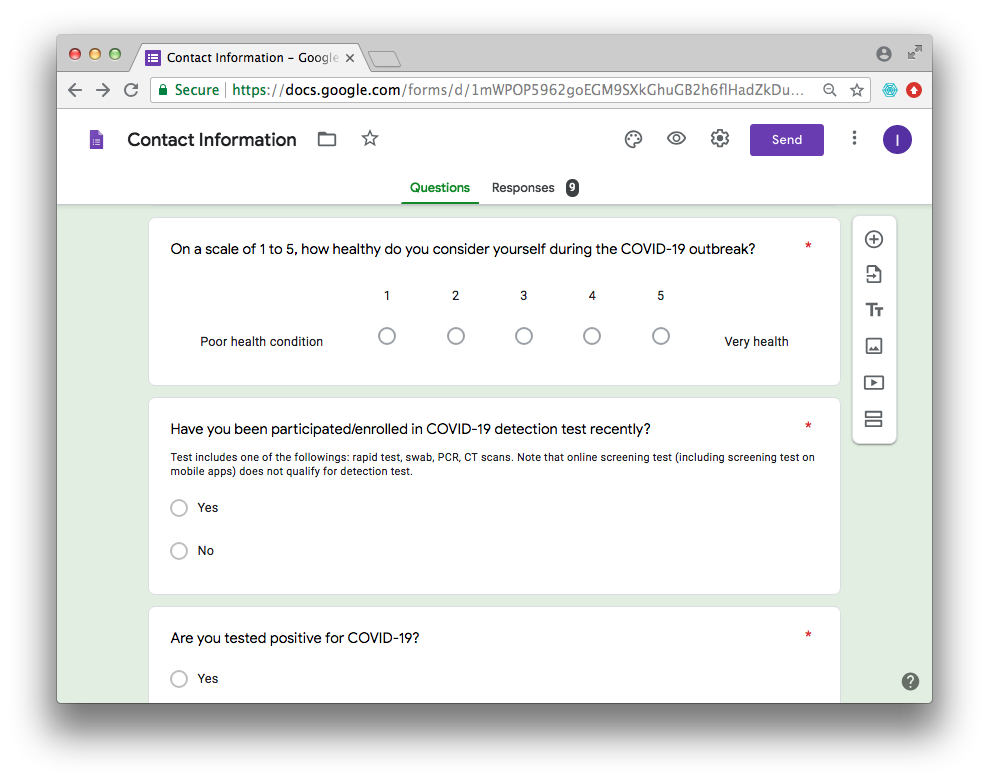 Contact Information – Google
Secure https://docs.google.com/forms/d/1mWPOP5962goEGM9SXkGhuGB2h6flHadZkDu...
Contact Information
Send
I
Questions Responses 9
On a scale of 1 to 5, how healthy do you consider yourself during the COVID-19 outbreak? *
1 2 3 4 5
Poor health condition Very health
Have you been participated/enrolled in COVID-19 detection test recently? *
Test includes one of the followings: rapid test, swab, PCR, CT scans. Note that online screening test (including screening test on
mobile apps) does not qualify for detection test.
Yes
No
Are you tested positive for COVID-19? *
Yes